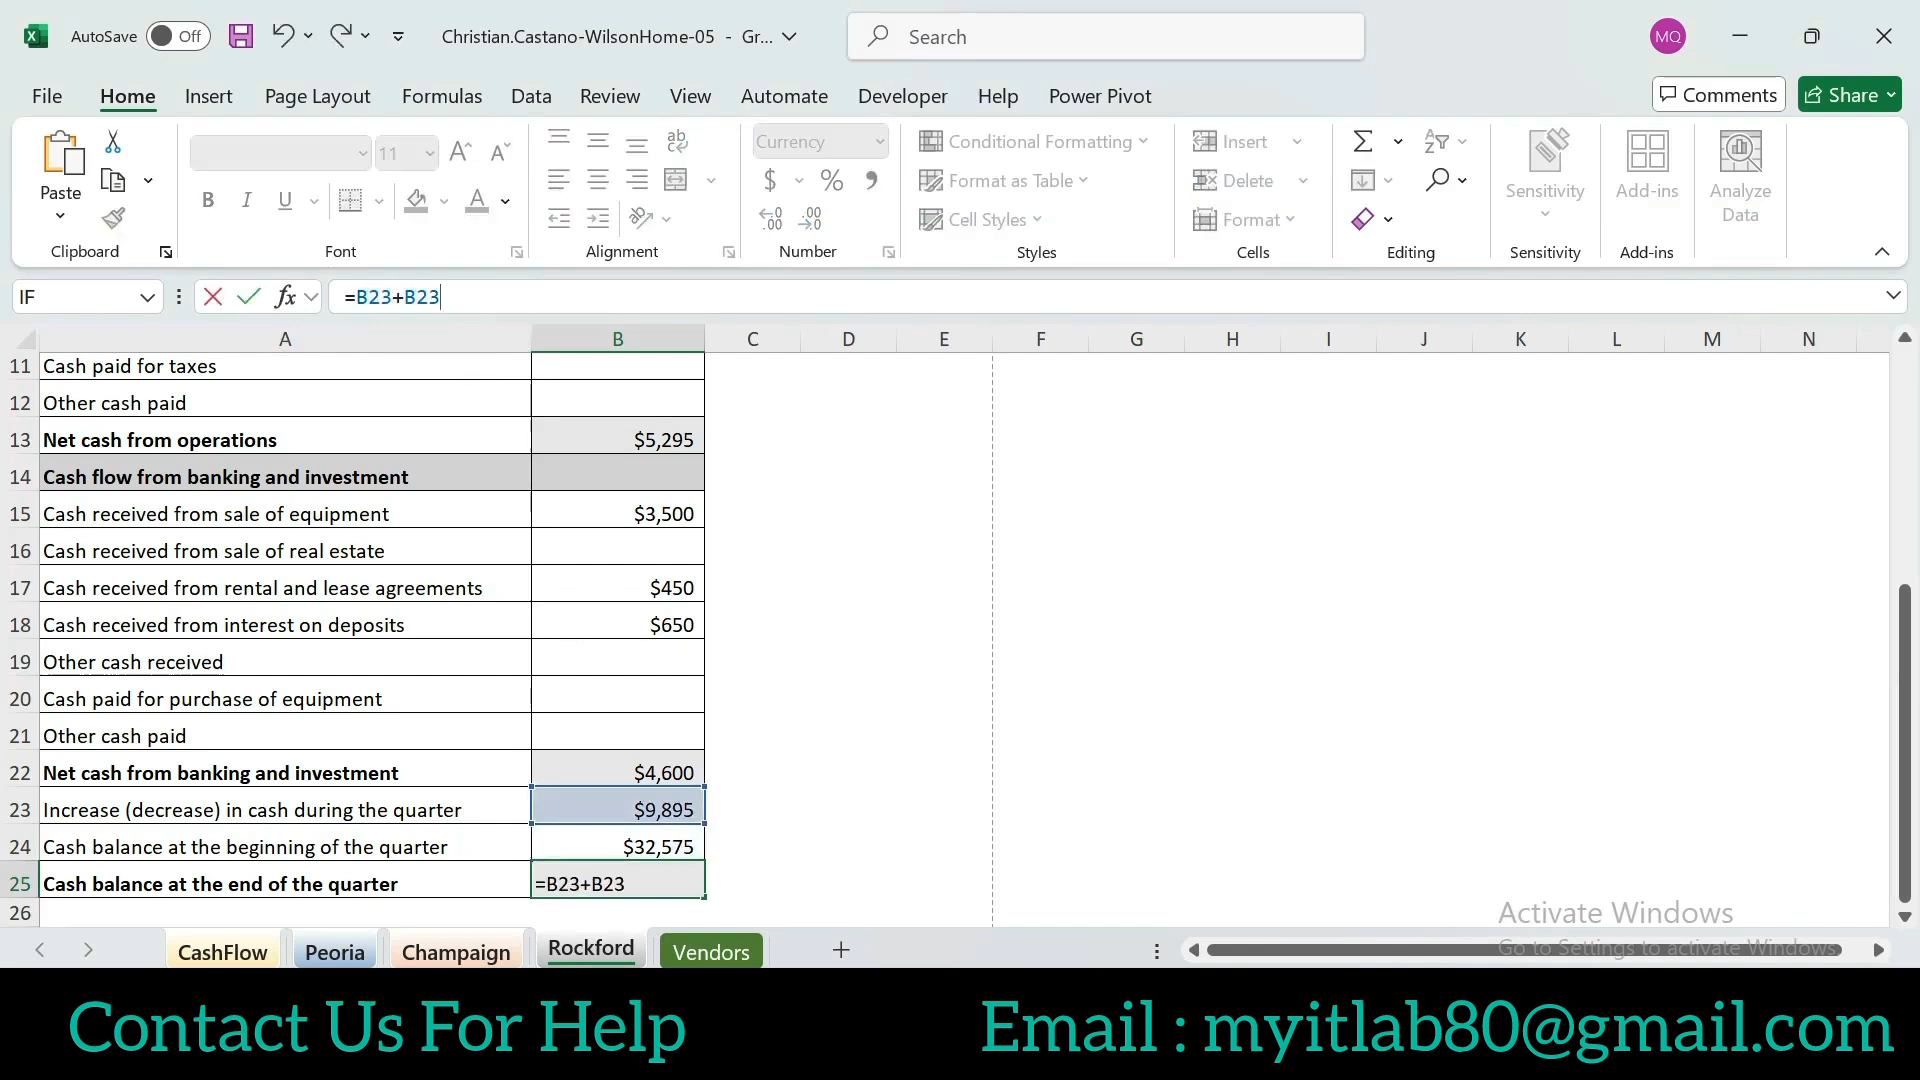 AutoSave Off Christian.Castano-WilsonHome-05 - Gr... Search MQ
File Home Insert Page Layout Formulas Data Review View Automate Developer Help Power Pivot Comments Share
Paste
Clipboard
11
B I U
Font
ab
Alignment
Currency
$ % 9
.00 .00
Number
Conditional Formatting
Format as Table
Cell Styles
Styles
Insert
Delete
Format
Cells
Editing
Sensitivity
Sensitivity
Add-ins
Add-ins
Analyze
Data
IF fx =B23+B23
A B C D E F G H I J K L M N
11 Cash paid for taxes
12 Other cash paid
13 Net cash from operations $5,295
14 Cash flow from banking and investment
15 Cash received from sale of equipment $3,500
16 Cash received from sale of real estate
17 Cash received from rental and lease agreements $450
18 Cash received from interest on deposits $650
19 Other cash received
20 Cash paid for purchase of equipment
21 Other cash paid
22 Net cash from banking and investment $4,600
23 Increase (decrease) in cash during the quarter $9,895
24 Cash balance at the beginning of the quarter $32,575
25 Cash balance at the end of the quarter =B23+B23
26
Activate Windows
Go to Settings to activate Windows.
CashFlow Peoria Champaign Rockford Vendors
Contact Us For Help Email : myitlab80@gmail.com